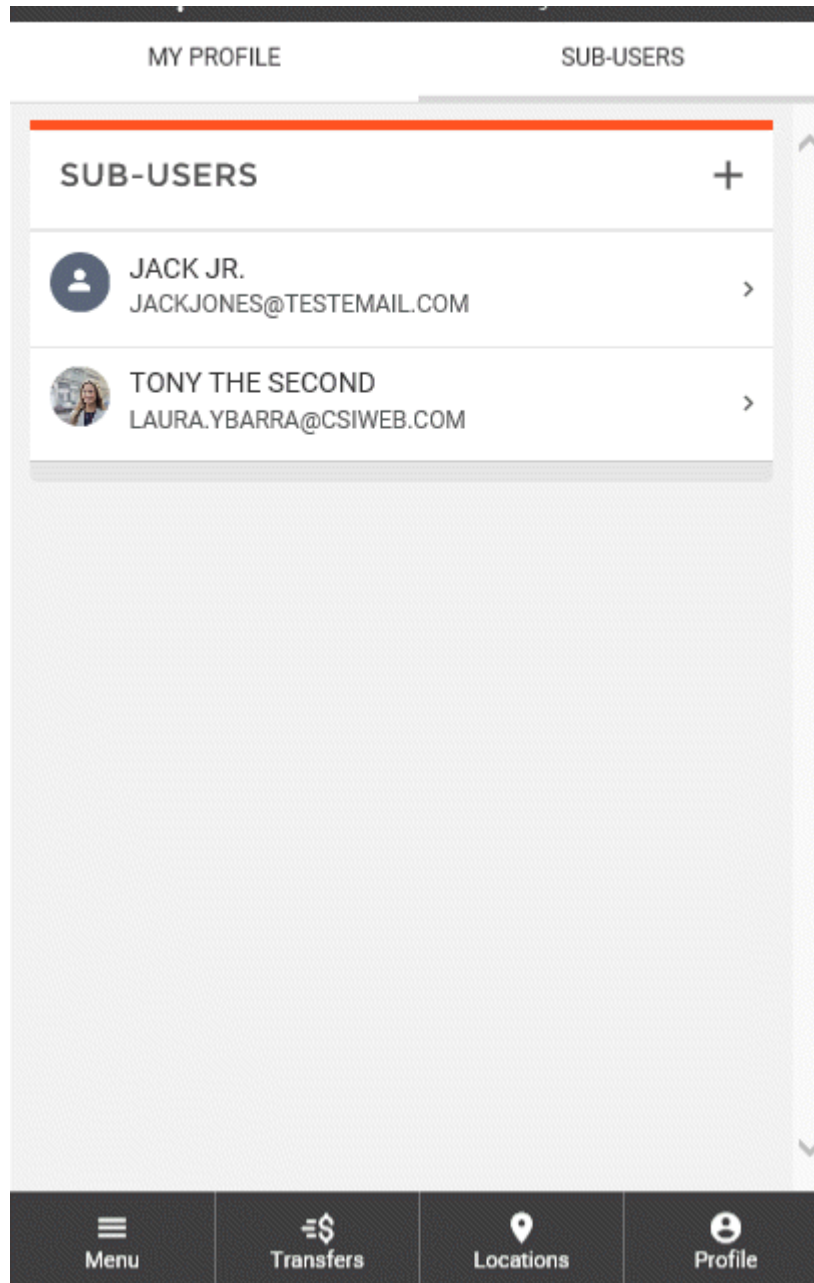 MY PROFILE
SUB-USERS
SUB-USERS
JACK JR.
JACKJONES@TESTEMAIL.COM
TONY THE SECOND
LAURA.YBARRA@CSIWEB.COM
Menu
Transfers
Locations
Profile